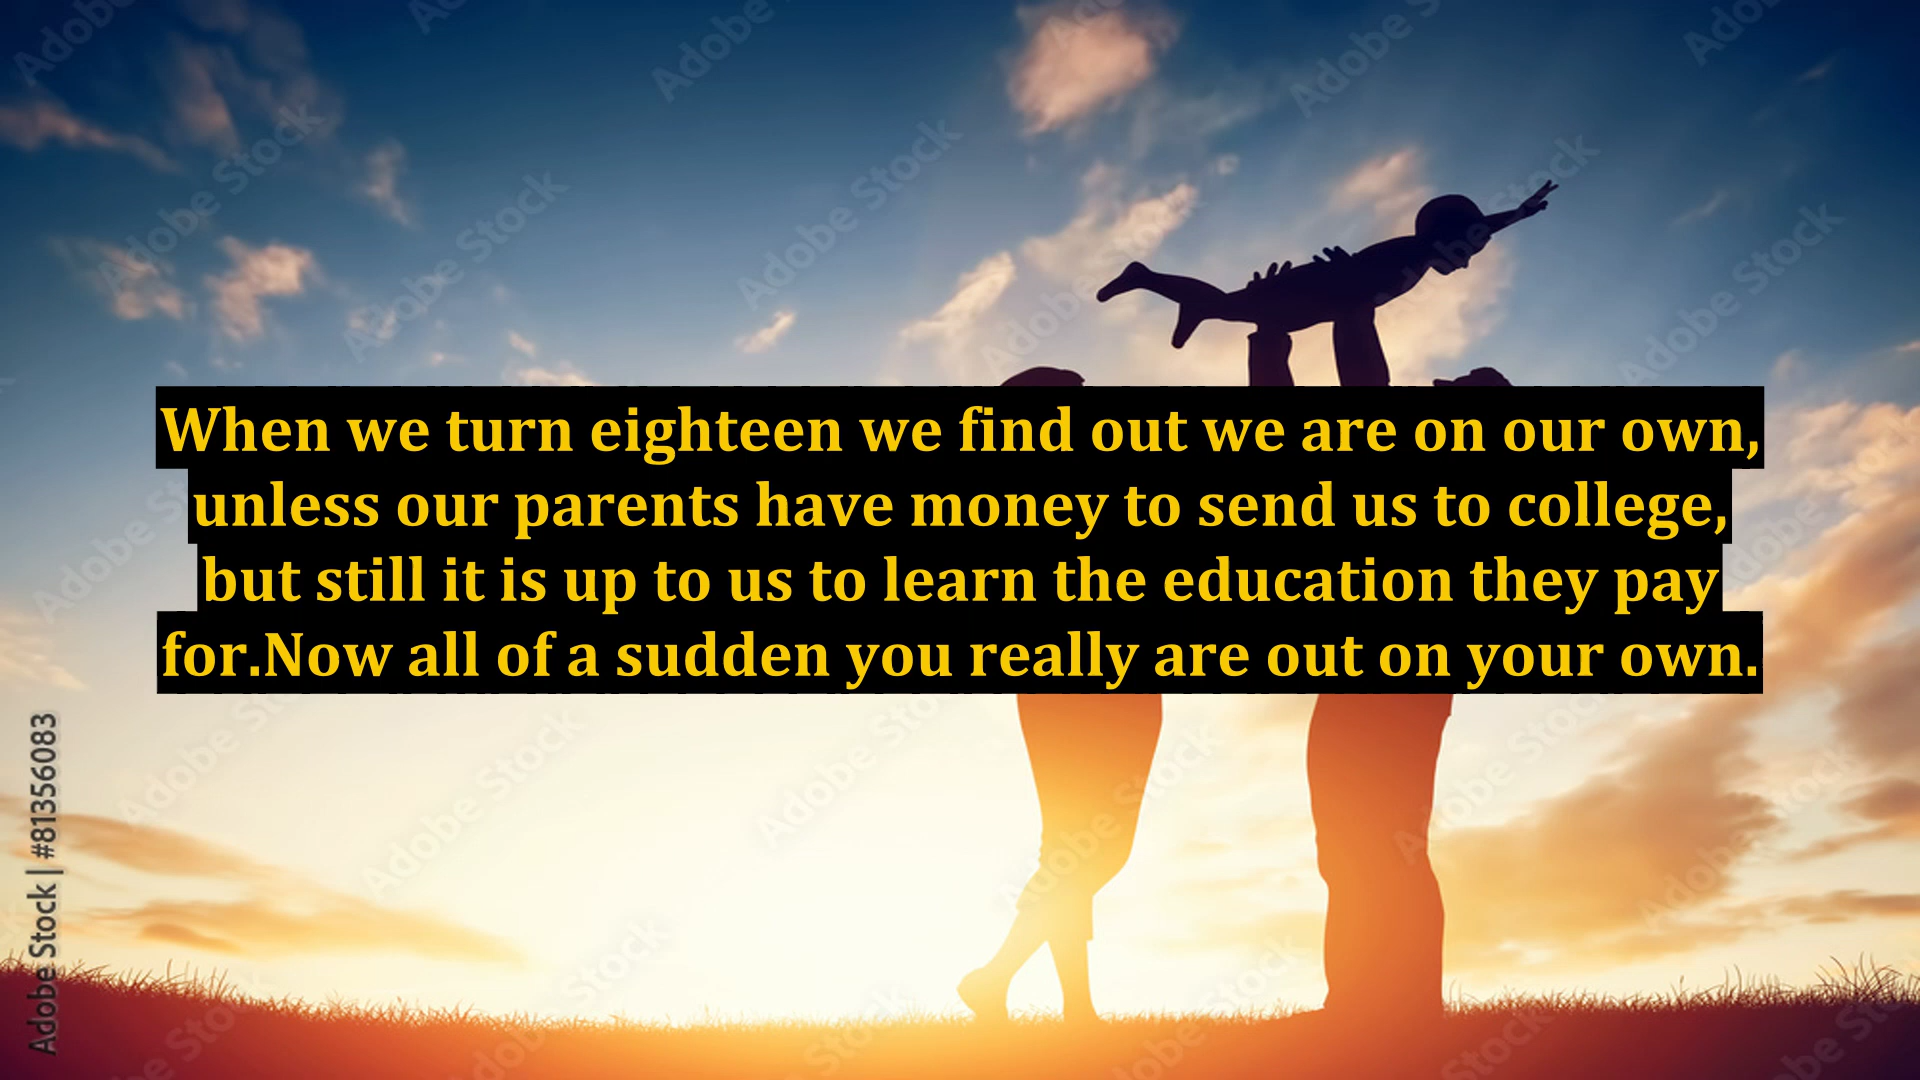 When we turn eighteen we find out we are on our own,
unless our parents have money to send us to college,
but still it is up to us to learn the education they pay
for.Now all of a sudden you really are out on your own.
Adobe Stock | #81356083
Adobe Stock